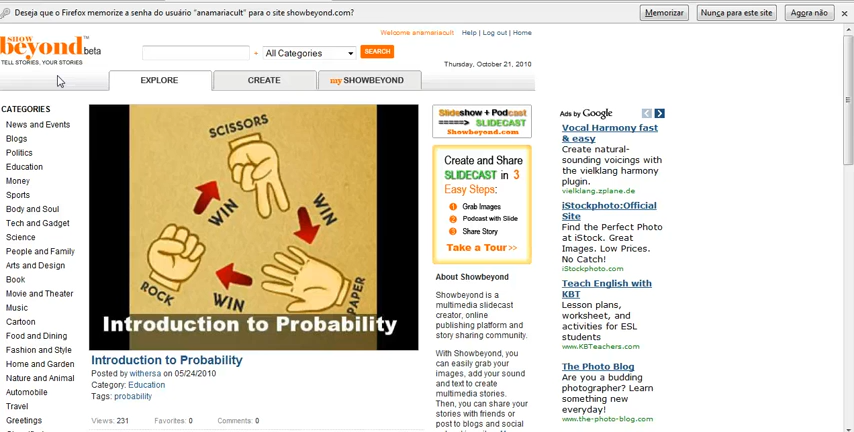 Deseja que o Firefox memorize a senha do usuário "anamariacult" para o site showbeyond.com?
Memorizar
Nunca para este site
Agora não
show
beyond™ beta
TELL STORIES, YOUR STORIES
Welcome anamariacult Help | Log out | Home
+ All Categories SEARCH
Thursday, October 21, 2010
EXPLORE
CREATE
my SHOWBEYOND
CATEGORIES
News and Events
Blogs
Politics
Education
Money
Sports
Body and Soul
Tech and Gadget
Science
People and Family
Arts and Design
Book
Movie and Theater
Music
Cartoon
Food and Dining
Fashion and Style
Home and Garden
Nature and Animal
Automobile
Travel
Greetings
SCISSORS
WIN
WIN
ROCK
WIN
PAPER
Introduction to Probability
Introduction to Probability
Posted by withersa on 05/24/2010
Category: Education
Tags: probability
Views: 231 Favorites: 0 Comments: 0
Slideshow + Podcast
=====> SLIDECAST
Showbeyond.com
Create and Share
SLIDECAST in 3
Easy Steps:
1 Grab Images
2 Podcast with Slide
3 Share Story
Take a Tour >>
About Showbeyond
Showbeyond is a
multimedia slidecast
creator, online
publishing platform and
story sharing community.
With Showbeyond, you
can easily grab your
images, add your sound
and text to create
multimedia stories.
Then, you can share your
stories with friends or
post to blogs and social
Ads by Google
Vocal Harmony fast
& easy
Create natural-
sounding voicings with
the vielklang harmony
plugin.
vielklang.zplane.de
iStockphoto:Official
Site
Find the Perfect Photo
at iStock. Great
Images. Low Prices.
No Catch!
iStockphoto.com
Teach English with
KBT
Lesson plans,
worksheet, and
activities for ESL
students
www.KBTeachers.com
The Photo Blog
Are you a budding
photographer? Learn
something new
everyday!
www.the-photo-blog.com